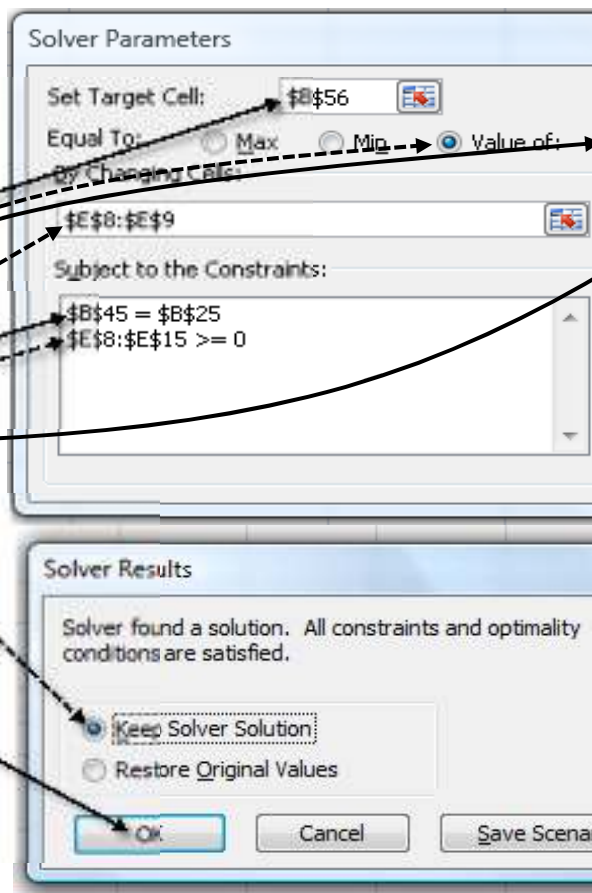 Solver Parameters
Set Target Cell: $B$56
Equal To: Max Min Value of:
By Changing Cells:
$E$8:$E$9
Subject to the Constraints:
$B$45 = $B$25
$E$8:$E$15 >= 0
Solver Results
Solver found a solution. All constraints and optimality
conditions are satisfied.
Keep Solver Solution
Restore Original Values
OK Cancel Save Scena